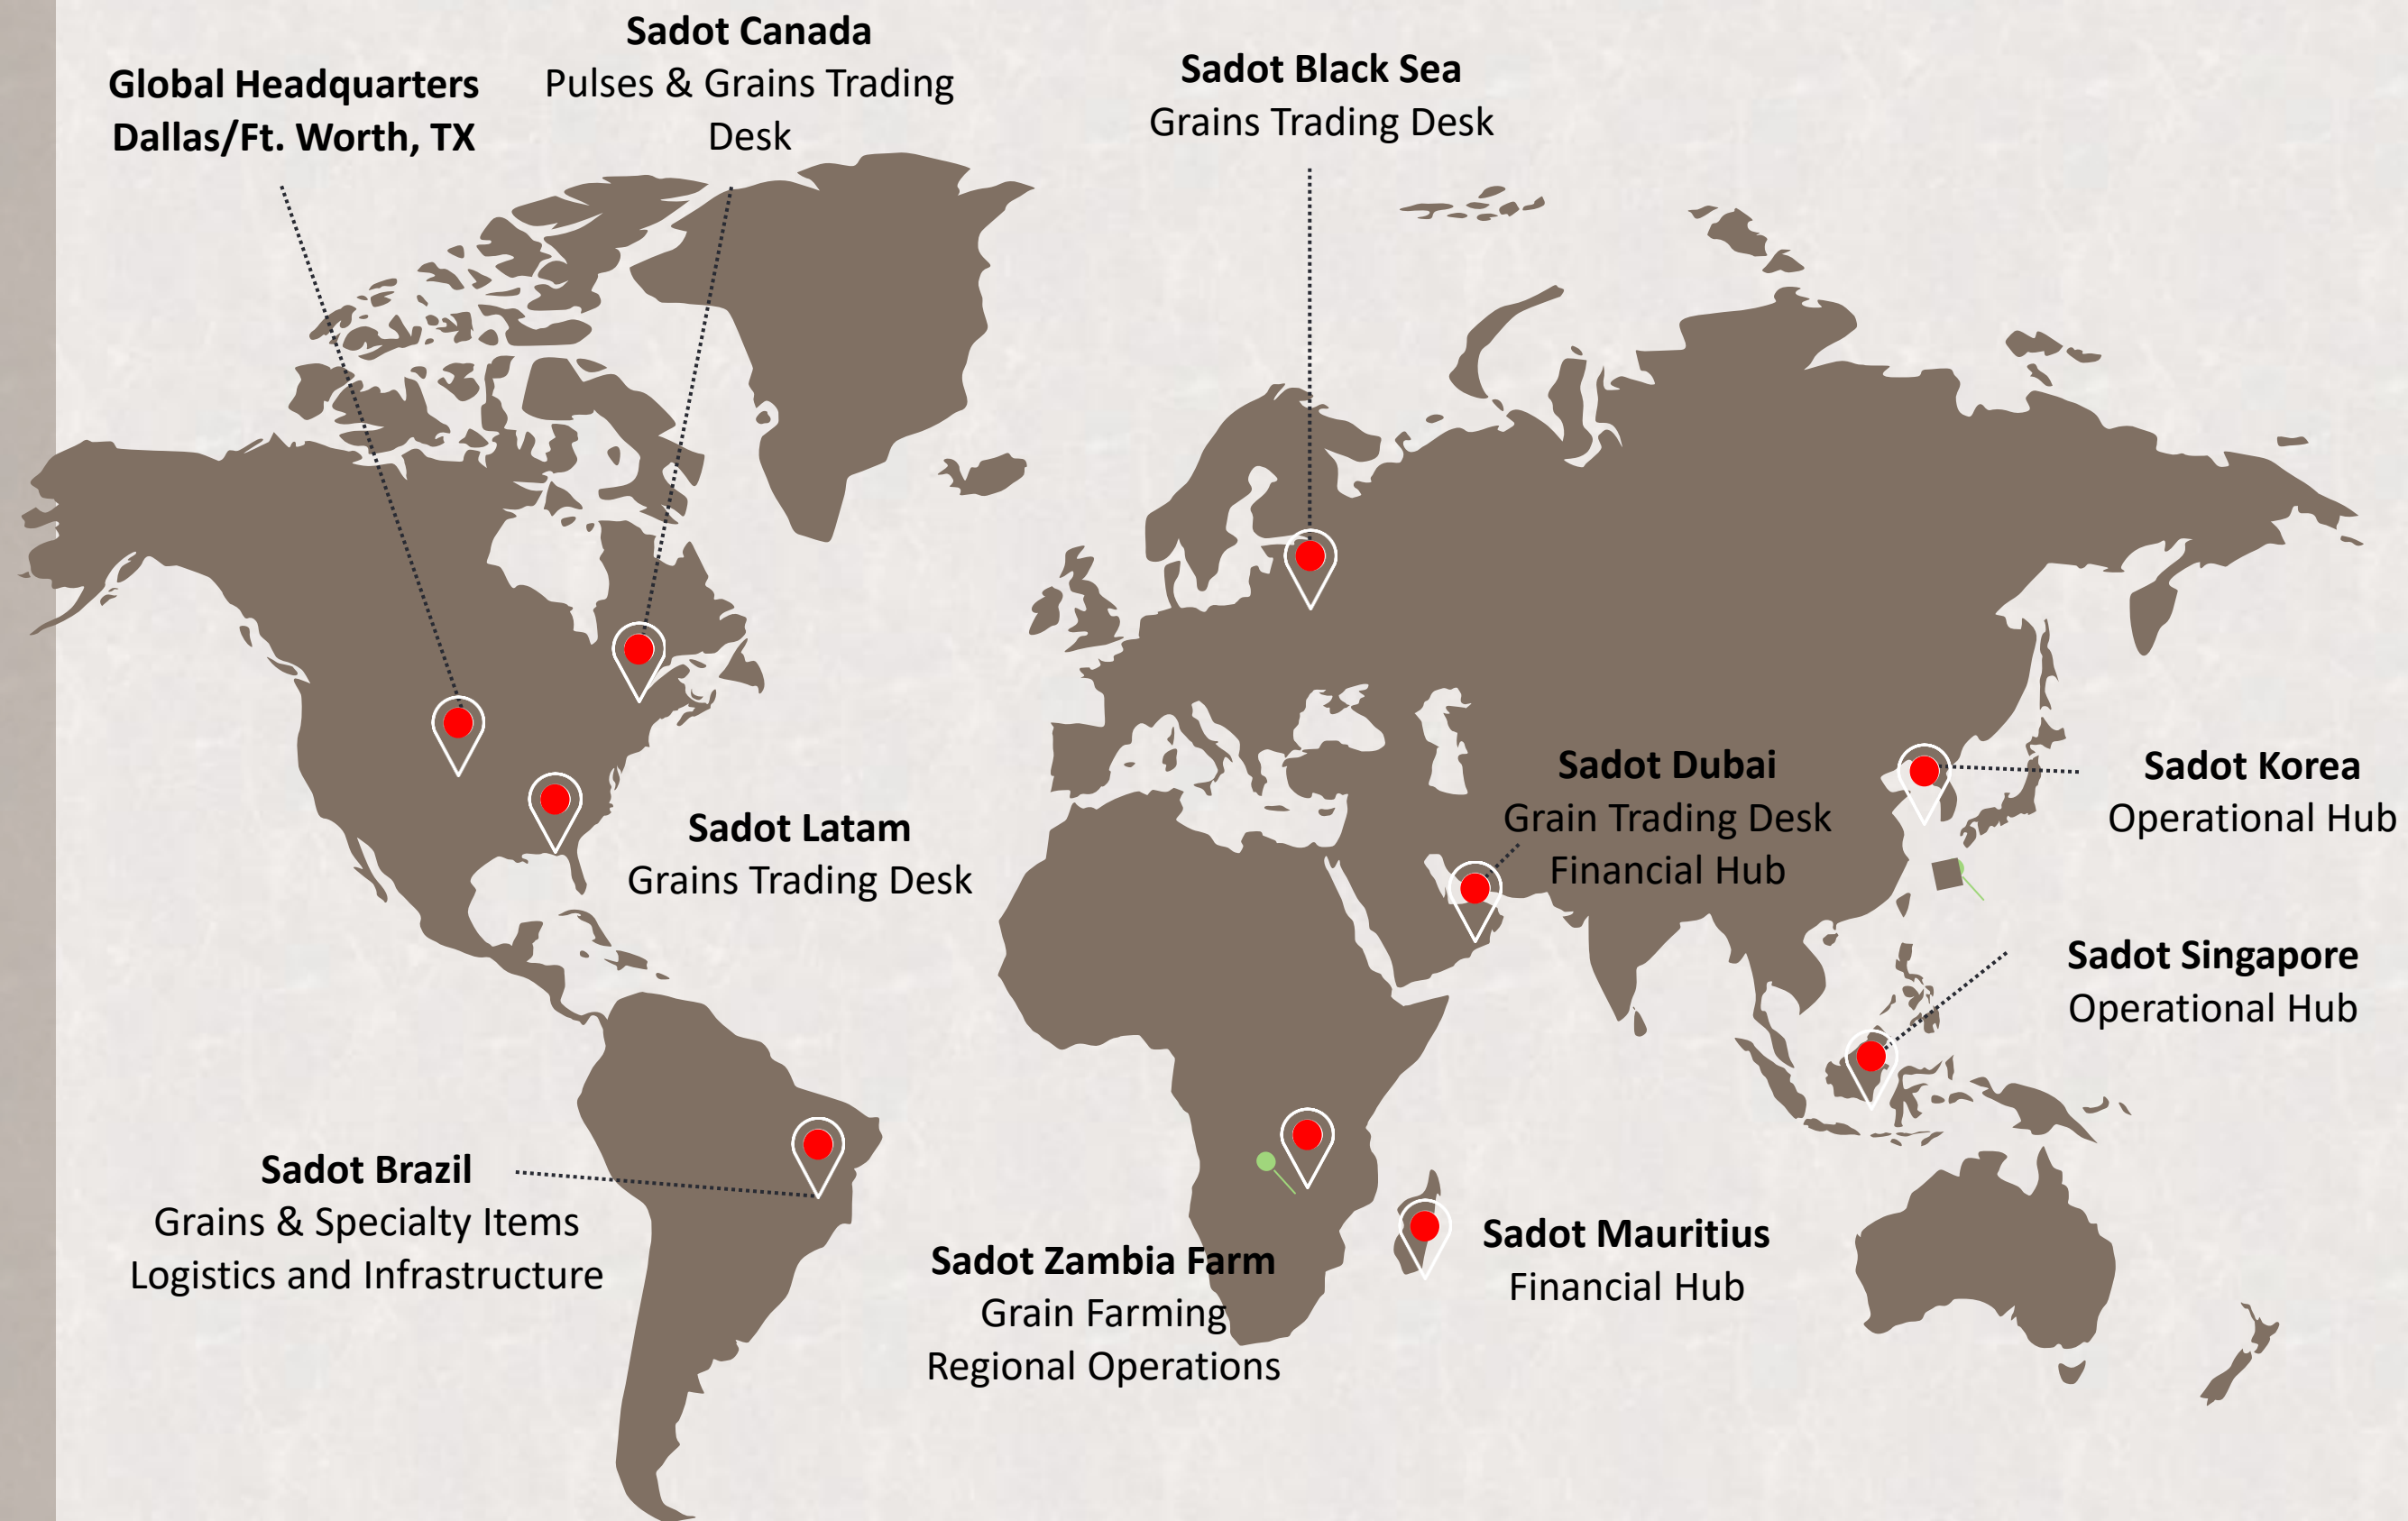 Global Headquarters
Dallas/Ft. Worth, TX
Sadot Canada
Pulses & Grains Trading
Desk
Sadot Black Sea
Grains Trading Desk
Sadot Latam
Grains Trading Desk
Sadot Dubai
Grain Trading Desk
Financial Hub
Sadot Korea
Operational Hub
Sadot Singapore
Operational Hub
Sadot Brazil
Grains & Specialty Items
Logistics and Infrastructure
Sadot Zambia Farm
Grain Farming
Regional Operations
Sadot Mauritius
Financial Hub